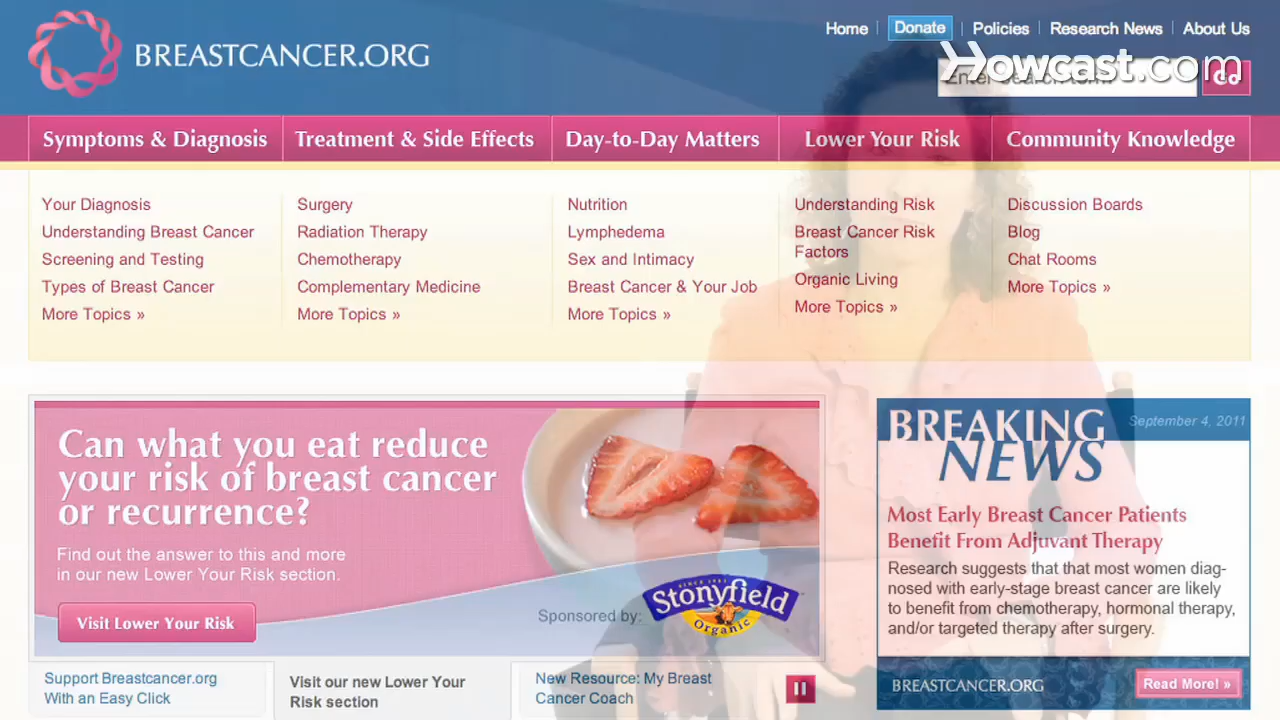 BREASTCANCER.ORG
Home Donate Policies Research News About Us
Howcast.com
Enter search term Go
Symptoms & Diagnosis Treatment & Side Effects Day-to-Day Matters Lower Your Risk Community Knowledge
Your Diagnosis
Understanding Breast Cancer
Screening and Testing
Types of Breast Cancer
More Topics »
Surgery
Radiation Therapy
Chemotherapy
Complementary Medicine
More Topics »
Nutrition
Lymphedema
Sex and Intimacy
Breast Cancer & Your Job
More Topics »
Understanding Risk
Breast Cancer Risk
Factors
Organic Living
More Topics »
Discussion Boards
Blog
Chat Rooms
More Topics »
Can what you eat reduce
your risk of breast cancer
or recurrence?
Find out the answer to this and more
in our new Lower Your Risk section.
Visit Lower Your Risk
Sponsored by:
Stonyfield
Organic
BREAKING
NEWS
September 4, 2011
Most Early Breast Cancer Patients
Benefit From Adjuvant Therapy
Research suggests that that most women diag-
nosed with early-stage breast cancer are likely
to benefit from chemotherapy, hormonal therapy,
and/or targeted therapy after surgery.
BREASTCANCER.ORG
Read More! »
Support Breastcancer.org
With an Easy Click
Visit our new Lower Your
Risk section
New Resource: My Breast
Cancer Coach